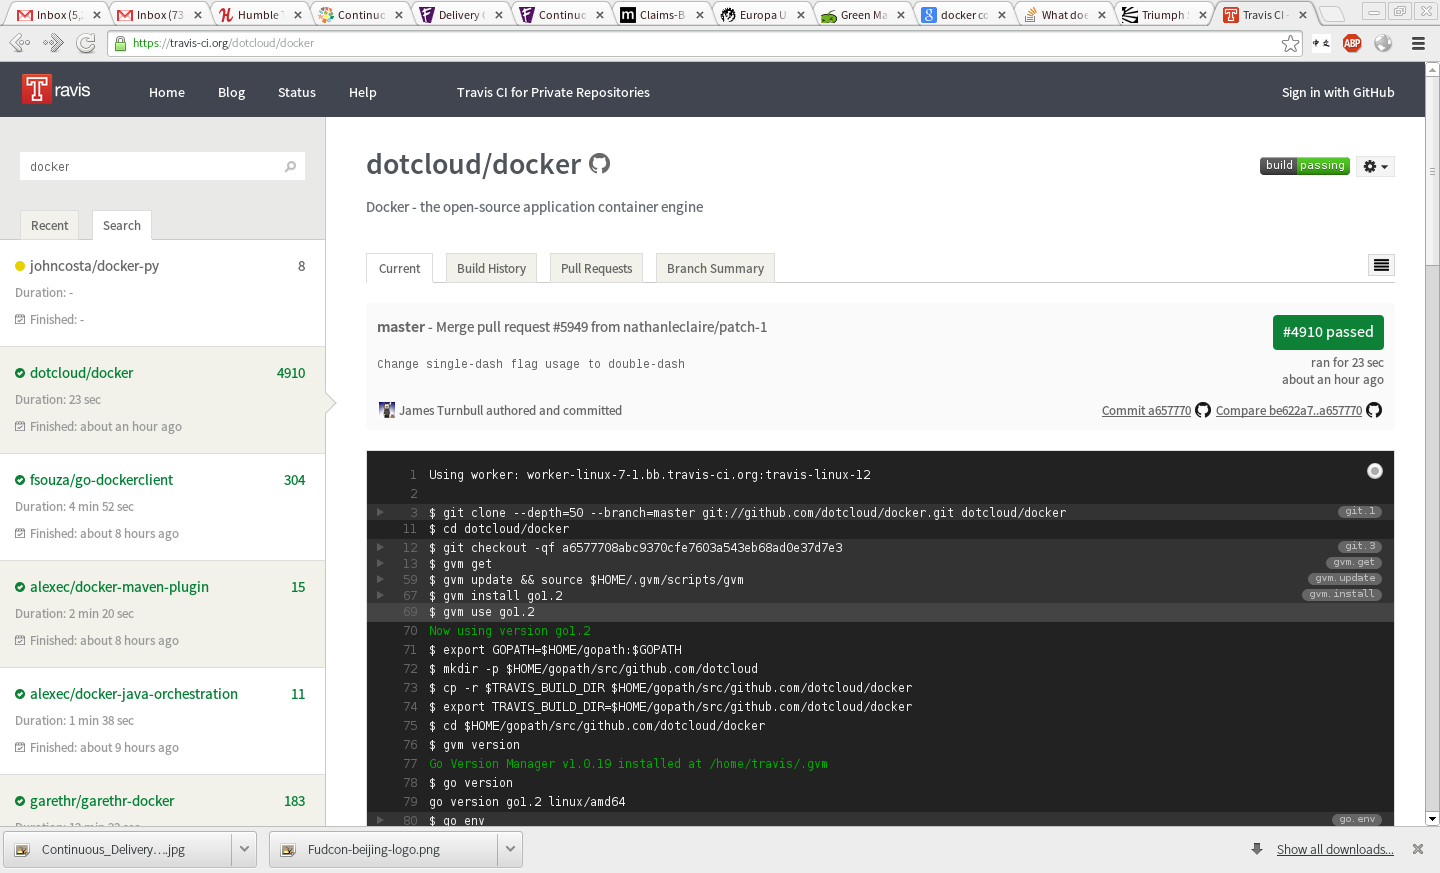 Inbox (5,
Inbox (73
Humble T
Continuc
Delivery
Continuc
Claims-B
Europa U
Green Ma
docker co
What doe
Triumph
Travis CI -
https://travis-ci.org/dotcloud/docker
ABP
Travis
Home
Blog
Status
Help
Travis CI for Private Repositories
Sign in with GitHub
docker
Recent
Search
johncosta/docker-py 8
Duration: -
Finished: -
dotcloud/docker 4910
Duration: 23 sec
Finished: about an hour ago
fsouza/go-dockerclient 304
Duration: 4 min 52 sec
Finished: about 8 hours ago
alexec/docker-maven-plugin 15
Duration: 2 min 20 sec
Finished: about 8 hours ago
alexec/docker-java-orchestration 11
Duration: 1 min 38 sec
Finished: about 9 hours ago
garethr/garethr-docker 183
dotcloud/docker
build passing
Docker - the open-source application container engine
Current
Build History
Pull Requests
Branch Summary
master - Merge pull request #5949 from nathanleclaire/patch-1
#4910 passed
Change single-dash flag usage to double-dash
ran for 23 sec
about an hour ago
James Turnbull authored and committed
Commit a657770
Compare be622a7..a657770
1 Using worker: worker-linux-7-1.bb.travis-ci.org:travis-linux-12
2
3 $ git clone --depth=50 --branch=master git://github.com/dotcloud/docker.git dotcloud/docker git.1
11 $ cd dotcloud/docker
12 $ git checkout -qf a6577708abc9370cfe7603a543eb68ad0e37d7e3 git.3
13 $ gvm get gvm.get
59 $ gvm update && source $HOME/.gvm/scripts/gvm gvm.update
67 $ gvm install go1.2 gvm.install
69 $ gvm use go1.2
70 Now using version go1.2
71 $ export GOPATH=$HOME/gopath:$GOPATH
72 $ mkdir -p $HOME/gopath/src/github.com/dotcloud
73 $ cp -r $TRAVIS_BUILD_DIR $HOME/gopath/src/github.com/dotcloud/docker
74 $ export TRAVIS_BUILD_DIR=$HOME/gopath/src/github.com/dotcloud/docker
75 $ cd $HOME/gopath/src/github.com/dotcloud/docker
76 $ gvm version
77 Go Version Manager v1.0.19 installed at /home/travis/.gvm
78 $ go version
79 go version go1.2 linux/amd64
80 $ go env go.env
Continuous_Delivery....jpg
Fudcon-beijing-logo.png
Show all downloads...